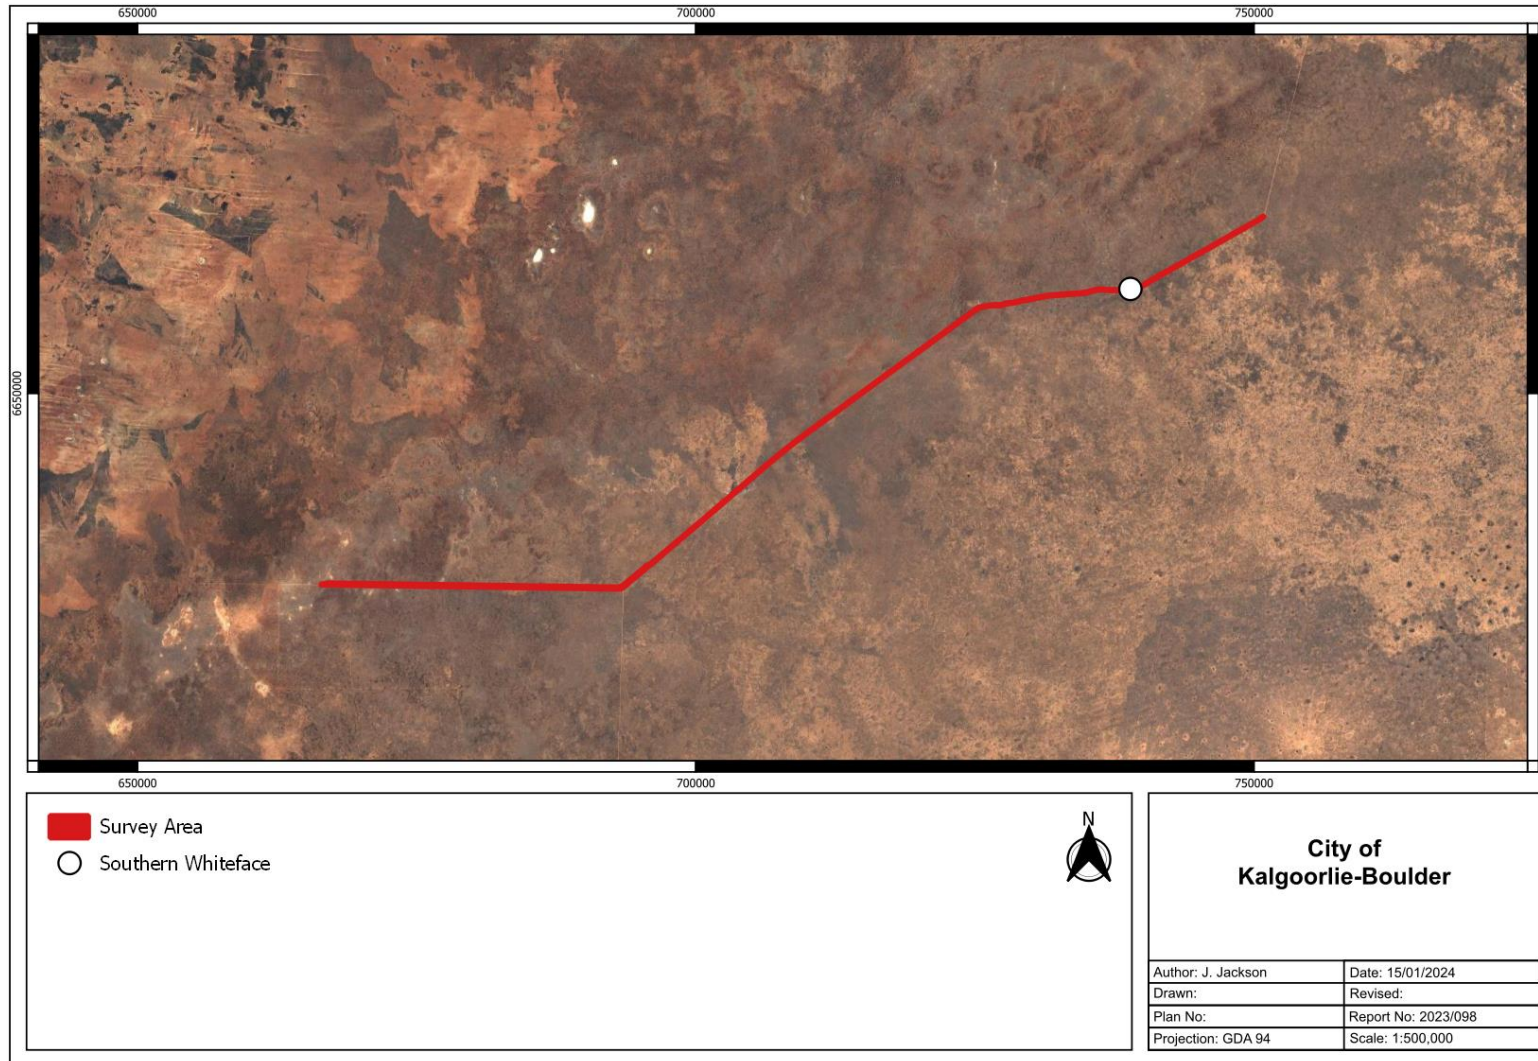 650000 700000 750000
6650000
650000 700000 750000
Survey Area
Southern Whiteface
N
City of
Kalgoorlie-Boulder
Author: J. Jackson Date: 15/01/2024
Drawn: Revised:
Plan No: Report No: 2023/098
Projection: GDA 94 Scale: 1:500,000